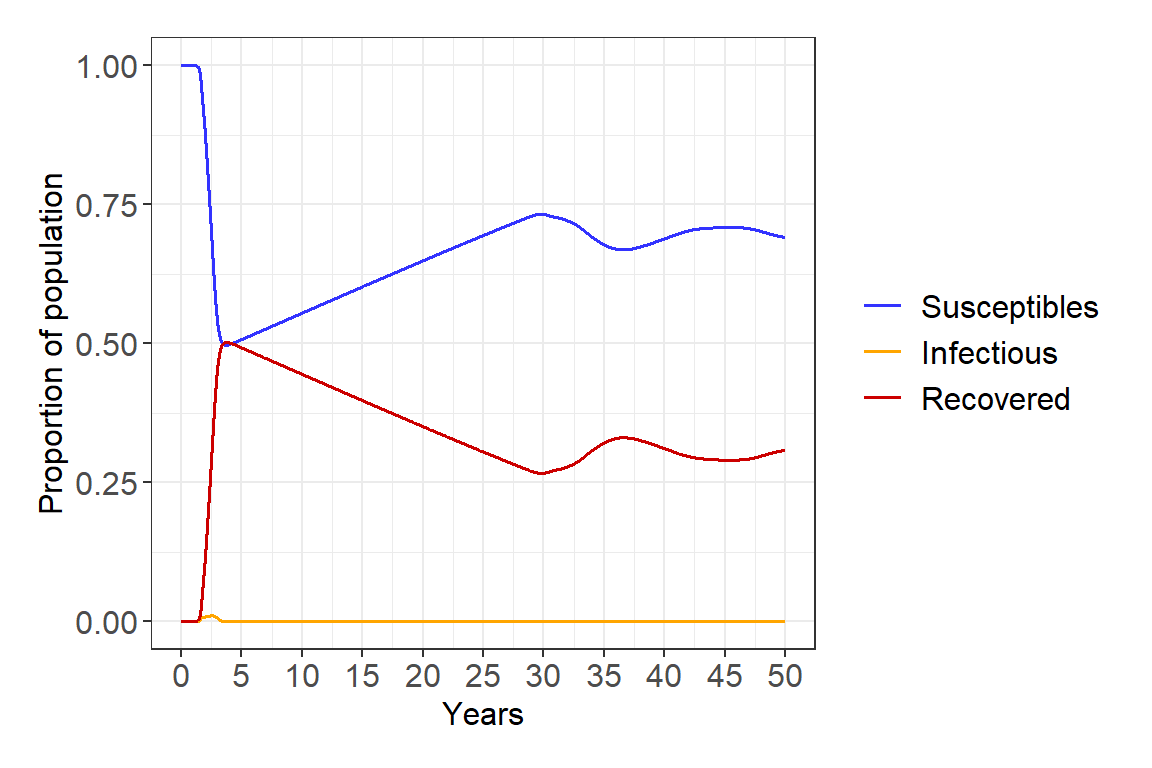 Proportion of population
1.00
0.75
0.50
0.25
0.00
0 5 10 15 20 25 30 35 40 45 50
Years
Susceptibles
Infectious
Recovered